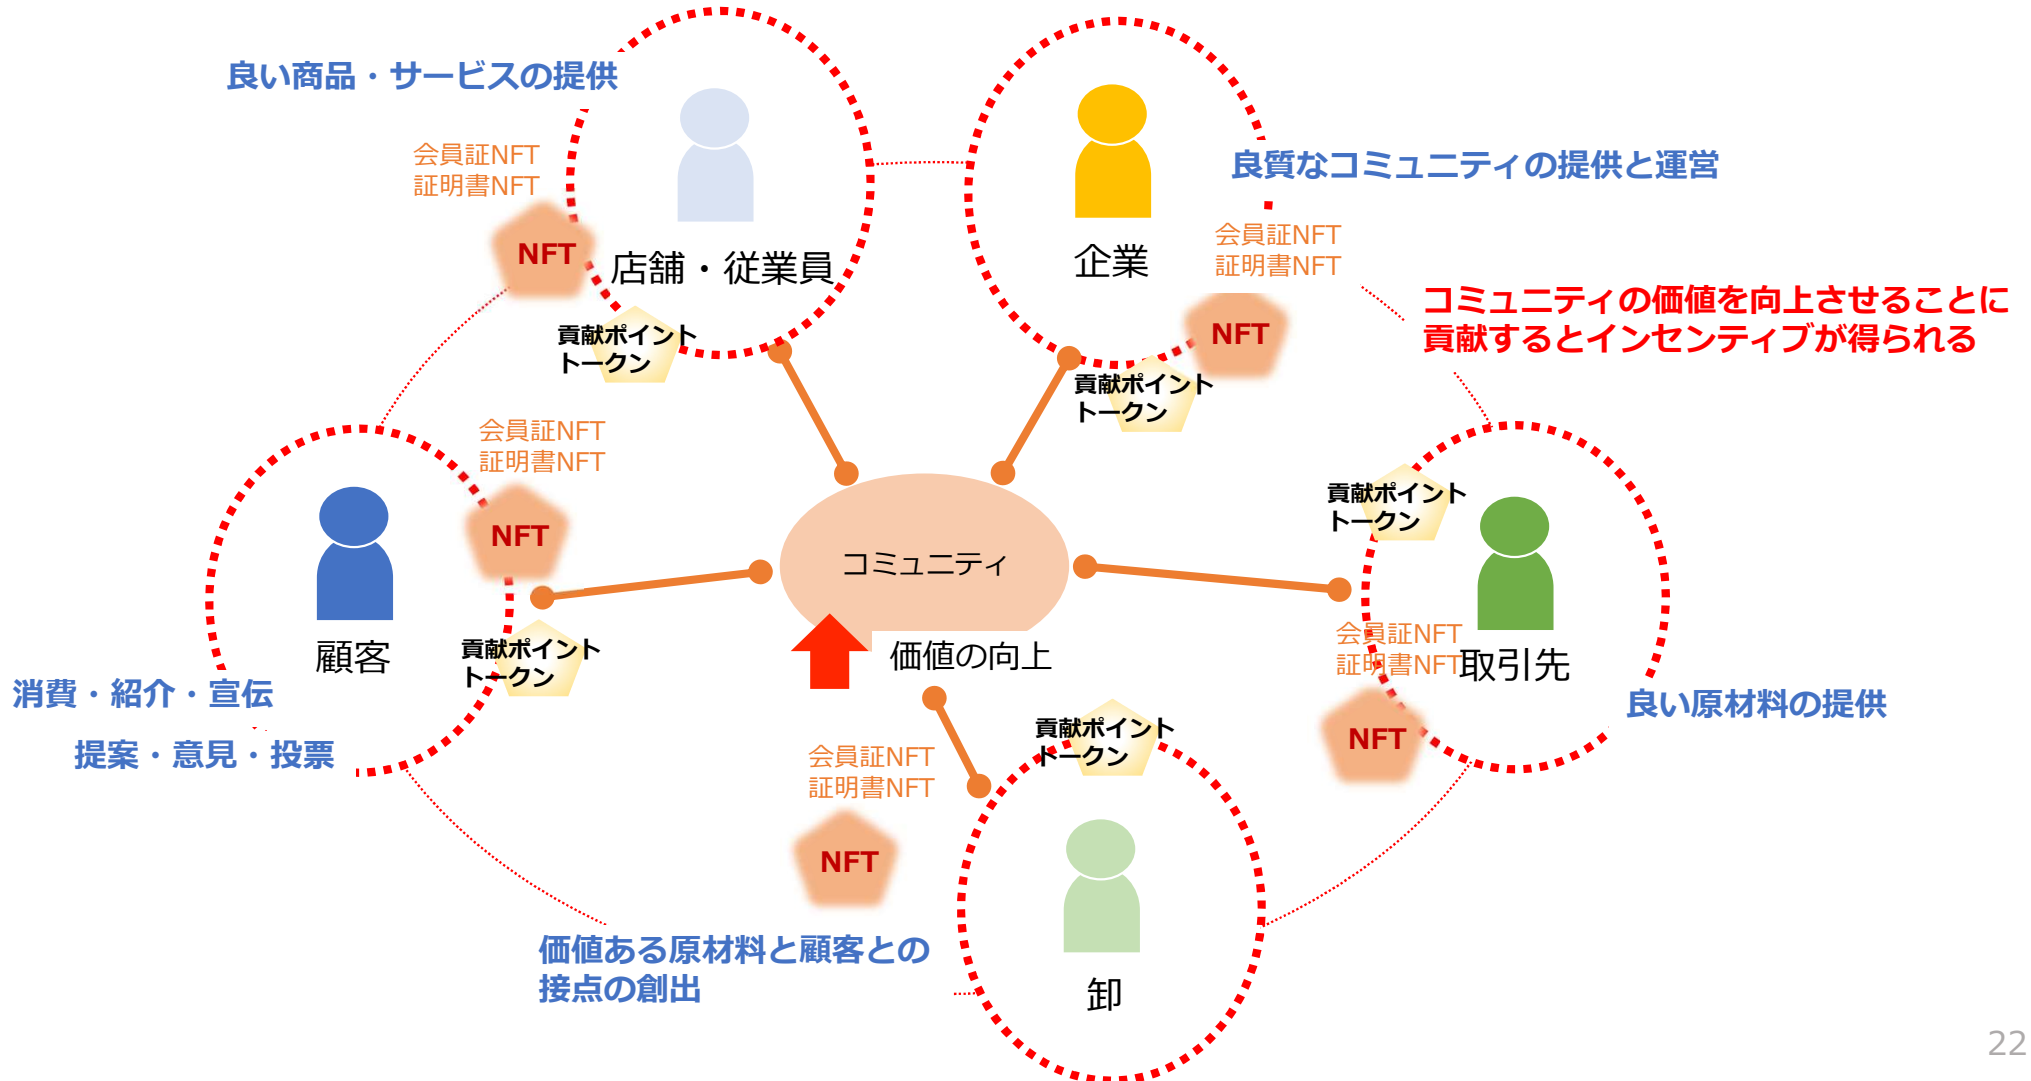 良い商品・サービスの提供
会員証NFT
証明書NFT
NFT
店舗・従業員
貢献ポイント
トークン
企業
良質なコミュニティの提供と運営
会員証NFT
証明書NFT
NFT
貢献ポイント
トークン
コミュニティの価値を向上させることに
貢献するとインセンティブが得られる
会員証NFT
証明書NFT
NFT
顧客
貢献ポイント
トークン
消費・紹介・宣伝
提案・意見・投票
コミュニティ
価値の向上
貢献ポイント
トークン
会員証NFT
証明書NFT
取引先
NFT
良い原材料の提供
貢献ポイント
トークン
会員証NFT
証明書NFT
NFT
価値ある原材料と顧客との
接点の創出
卸
22